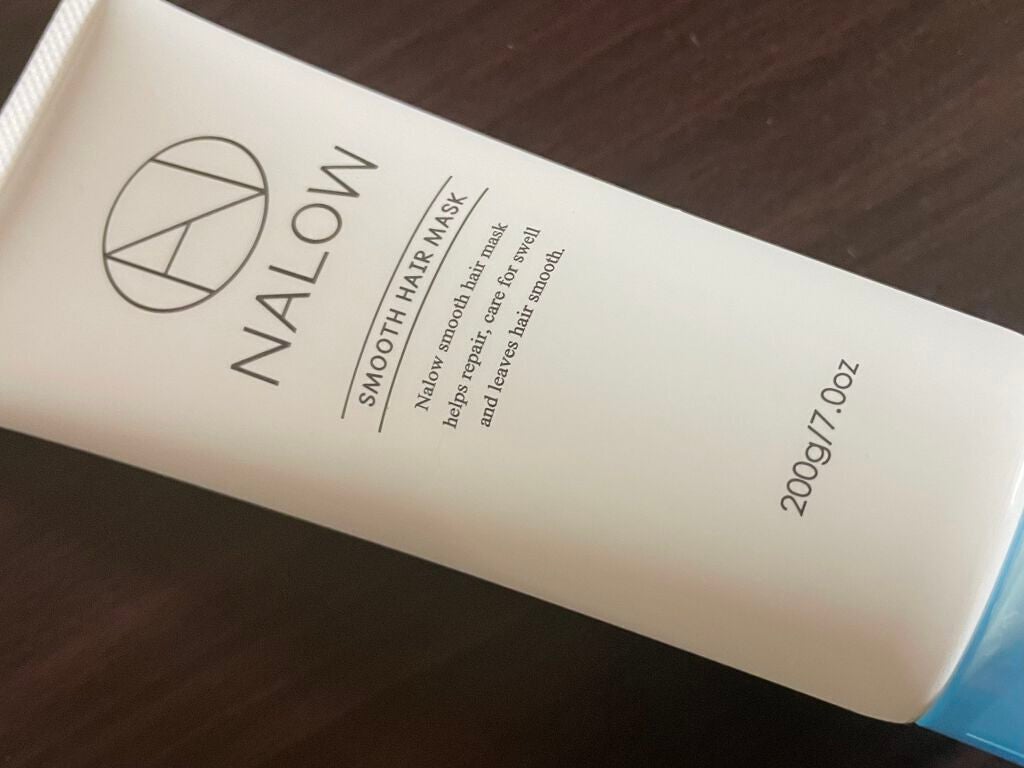 NALOW
SMOOTH HAIR MASK
Nalow smooth hair mask
helps repair, care for swell
and leaves hair smooth.
200g/7.0oz